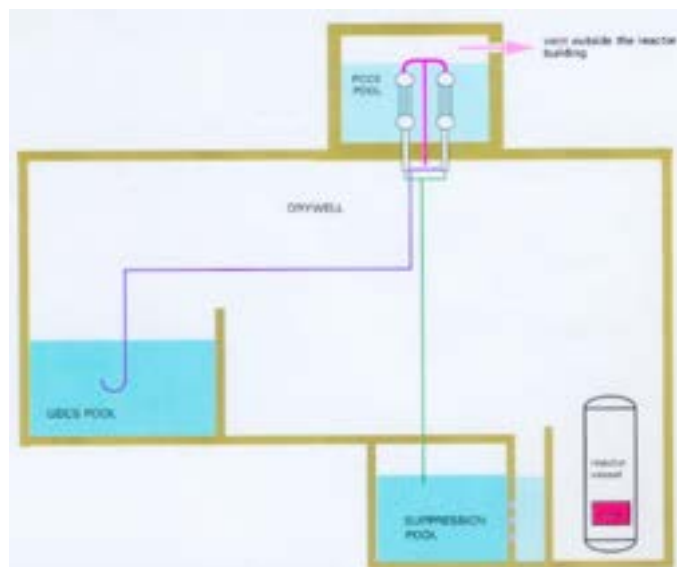 vent outside the reactor
building
PCCS
POOL
DRYWELL
GDCS POOL
reactor
vessel
SUPPRESSION
POOL